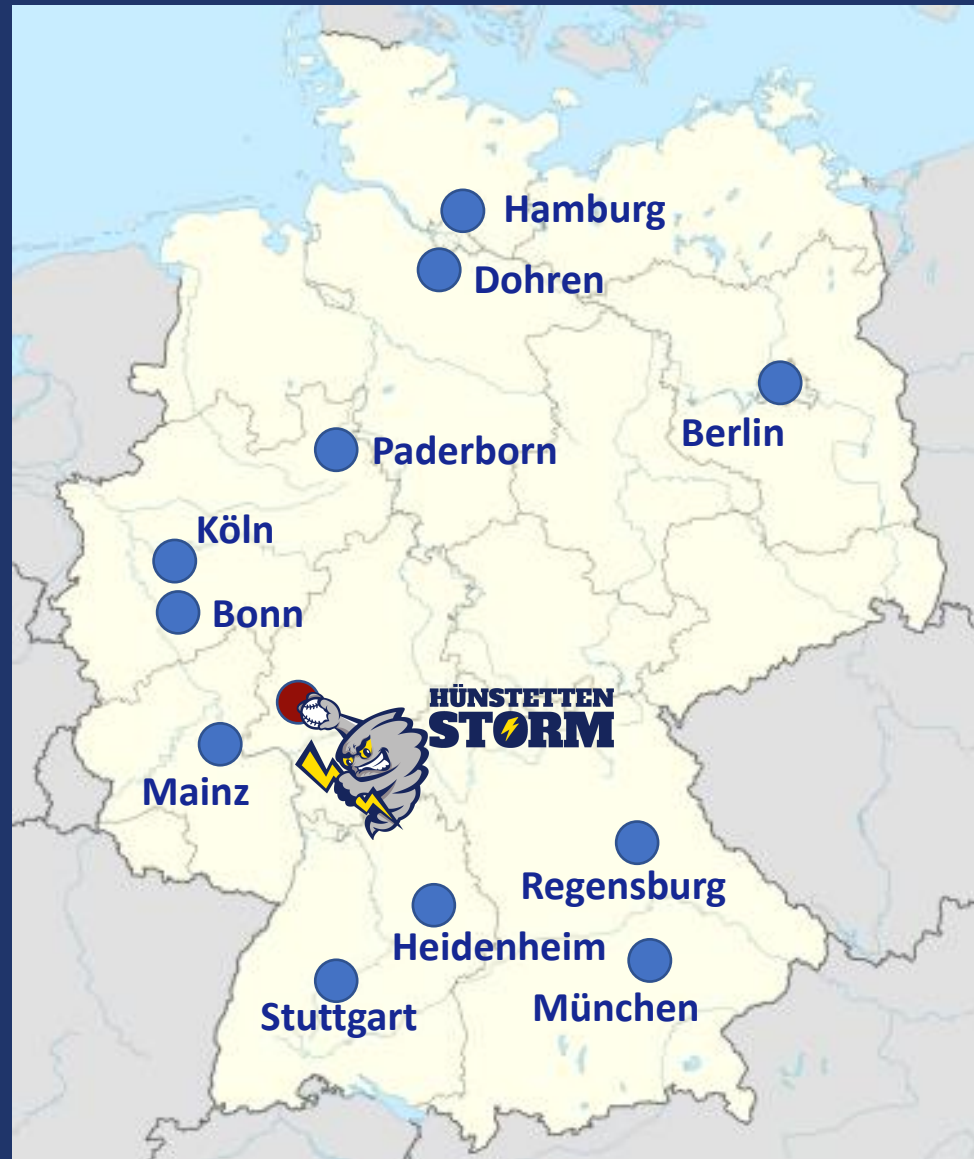 Hamburg
Dohren
Berlin
Paderborn
Köln
Bonn
HÜNSTETTEN
STORM
Mainz
Regensburg
Heidenheim
München
Stuttgart